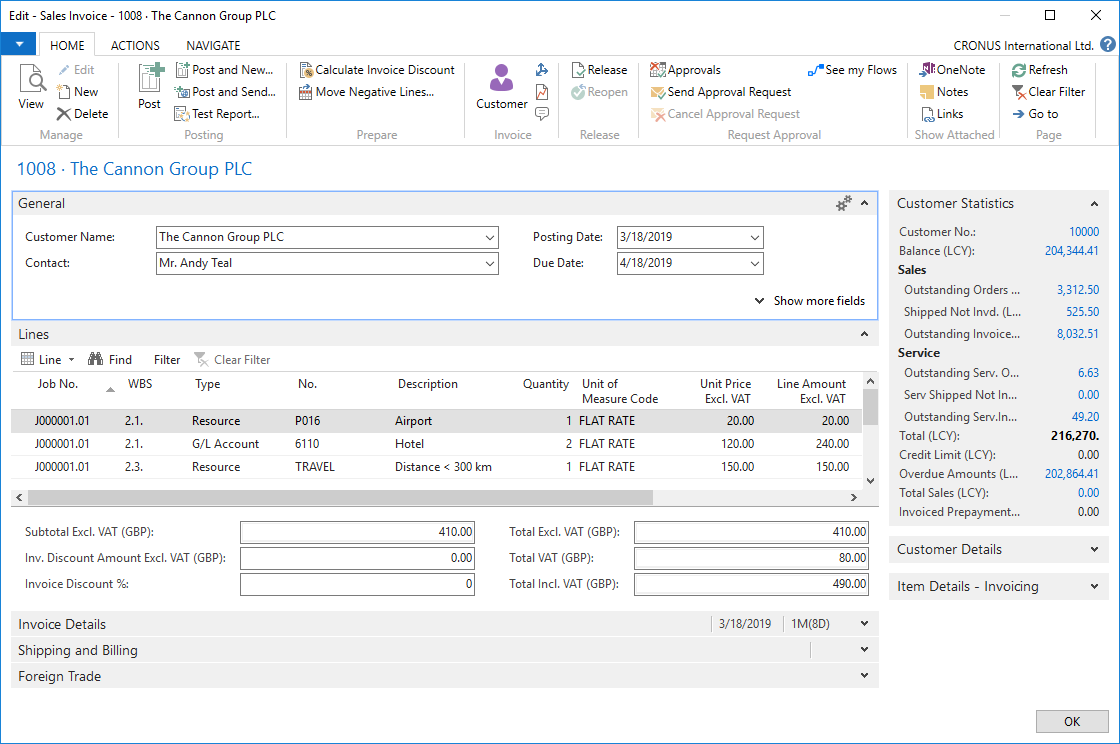 Edit - Sales Invoice - 1008 · The Cannon Group PLC
HOME ACTIONS NAVIGATE CRONUS International Ltd. ?
View
Edit
New
Delete
Manage
Post
Post and New...
Post and Send...
Test Report...
Posting
Calculate Invoice Discount
Move Negative Lines...
Prepare
Customer
Invoice
Release
Reopen
Release
Approvals
Send Approval Request
Cancel Approval Request
See my Flows
Request Approval
OneNote
Notes
Links
Show Attached
Refresh
Clear Filter
Go to
Page
1008 · The Cannon Group PLC
General
Customer Name: The Cannon Group PLC Posting Date: 3/18/2019
Contact: Mr. Andy Teal Due Date: 4/18/2019
Show more fields
Lines
Line Find Filter Clear Filter
Job No. WBS Type No. Description Quantity Unit of Measure Code Unit Price Excl. VAT Line Amount Excl. VAT
J000001.01 2.1. Resource P016 Airport 1 FLAT RATE 20.00 20.00
J000001.01 2.1. G/L Account 6110 Hotel 2 FLAT RATE 120.00 240.00
J000001.01 2.3. Resource TRAVEL Distance < 300 km 1 FLAT RATE 150.00 150.00
Subtotal Excl. VAT (GBP): 410.00 Total Excl. VAT (GBP): 410.00
Inv. Discount Amount Excl. VAT (GBP): 0.00 Total VAT (GBP): 80.00
Invoice Discount %: 0 Total Incl. VAT (GBP): 490.00
Invoice Details 3/18/2019 1M(8D)
Shipping and Billing
Foreign Trade
Customer Statistics
Customer No.: 10000
Balance (LCY): 204,344.41
Sales
Outstanding Orders ... 3,312.50
Shipped Not Invd. (L... 525.50
Outstanding Invoice... 8,032.51
Service
Outstanding Serv. O... 6.63
Serv Shipped Not In... 0.00
Outstanding Serv.In... 49.20
Total (LCY): 216,270.
Credit Limit (LCY): 0.00
Overdue Amounts (L... 202,864.41
Total Sales (LCY): 0.00
Invoiced Prepayment... 0.00
Customer Details
Item Details - Invoicing
OK